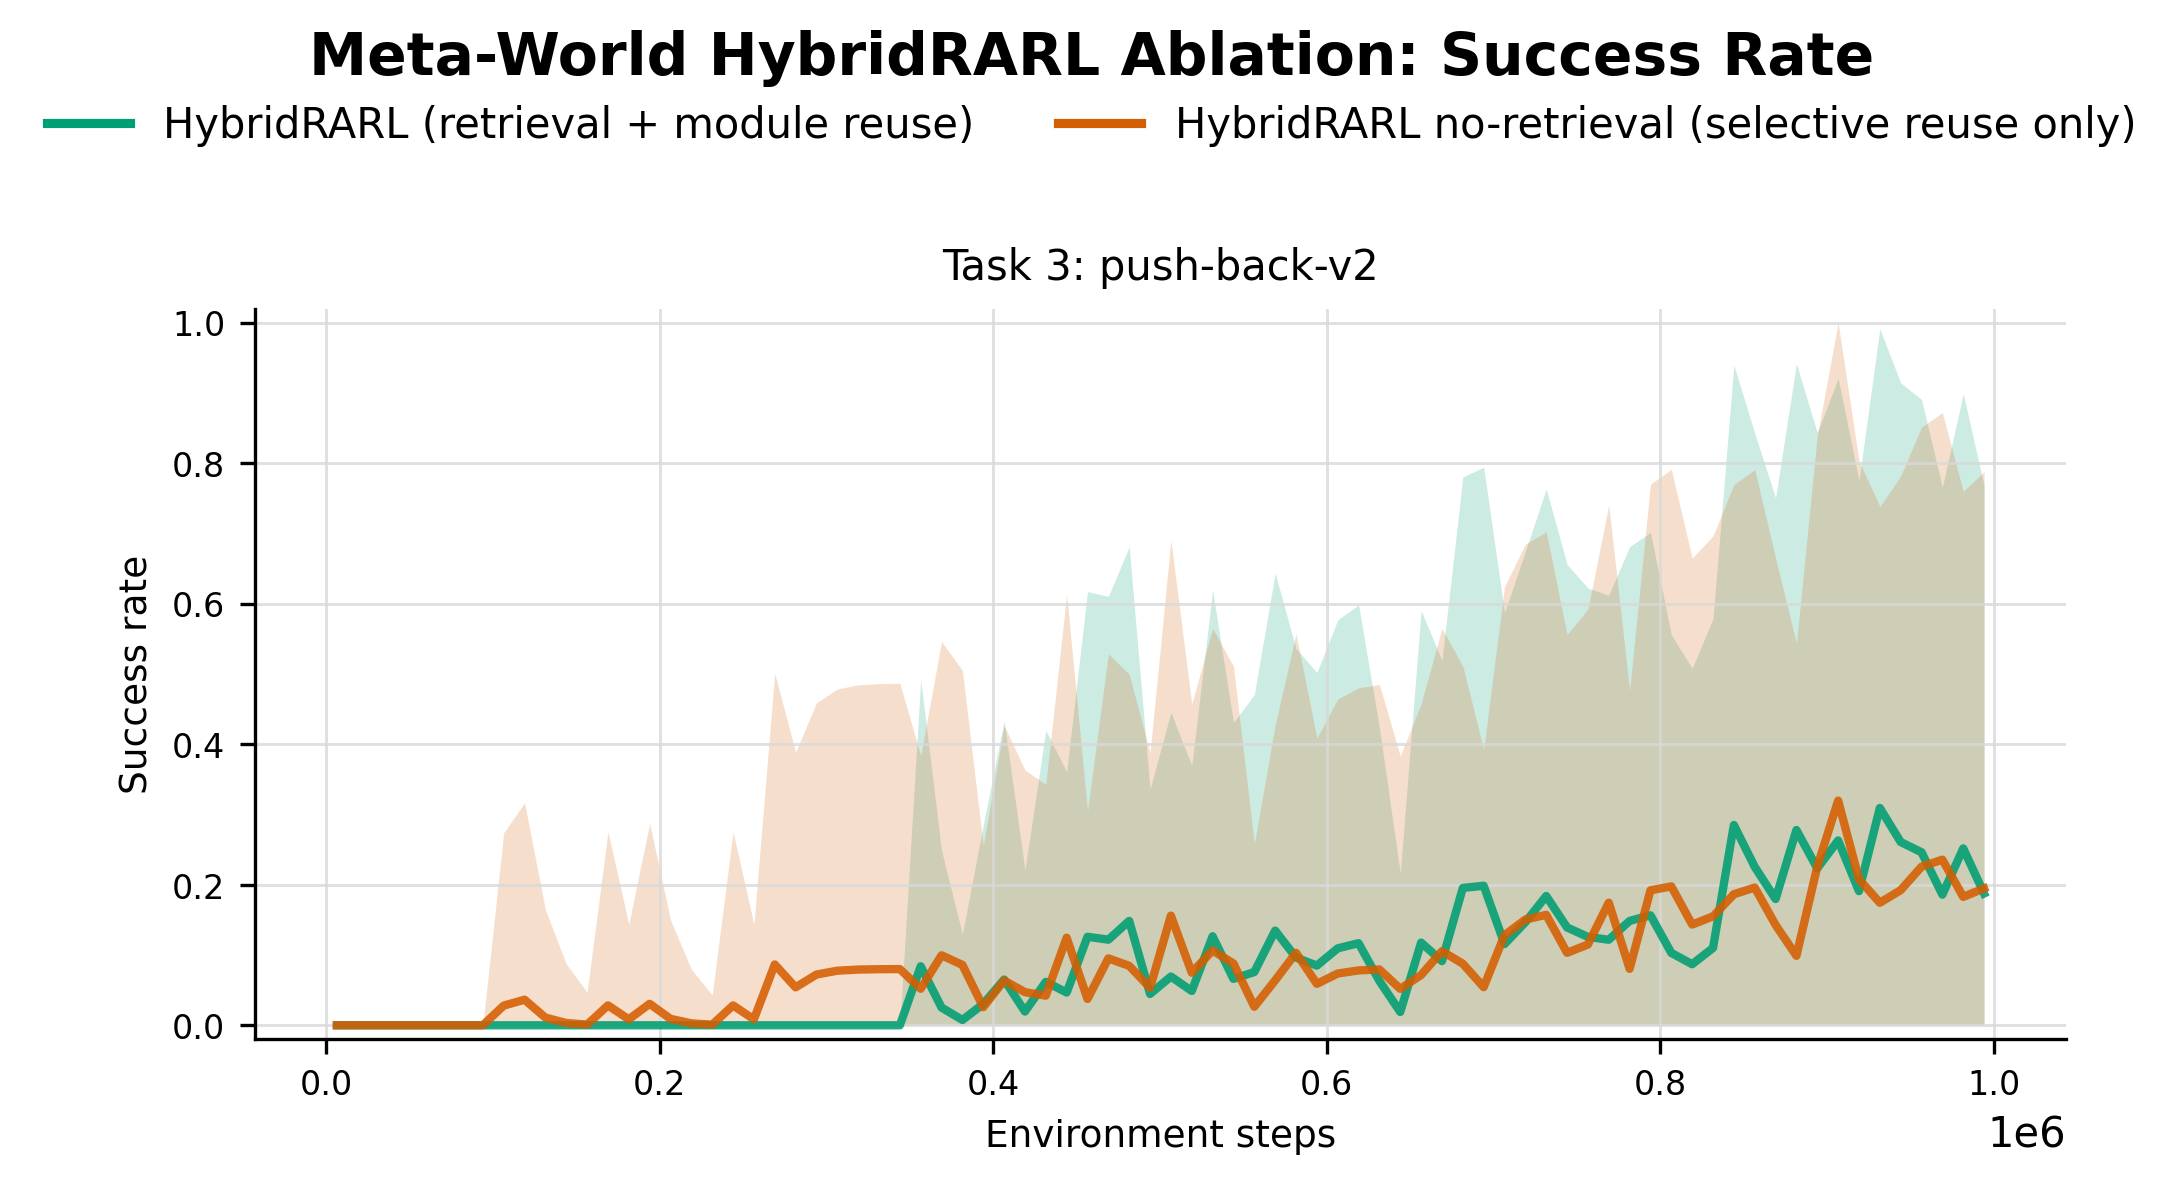 Meta-World HybridRARL Ablation: Success Rate
HybridRARL (retrieval + module reuse)
HybridRARL no-retrieval (selective reuse only)
Task 3: push-back-v2
Success rate
1.0
0.8
0.6
0.4
0.2
0.0
0.0 0.2 0.4 0.6 0.8 1.0
Environment steps
1e6